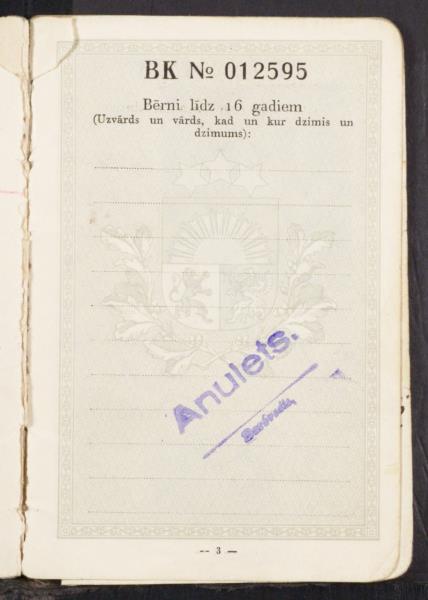 BK № 012595
Bērni līdz 16 gadiem
(Uzvārds un vārds, kad un kur dzimis un
dzimums):
Anulets.
-- 3 —